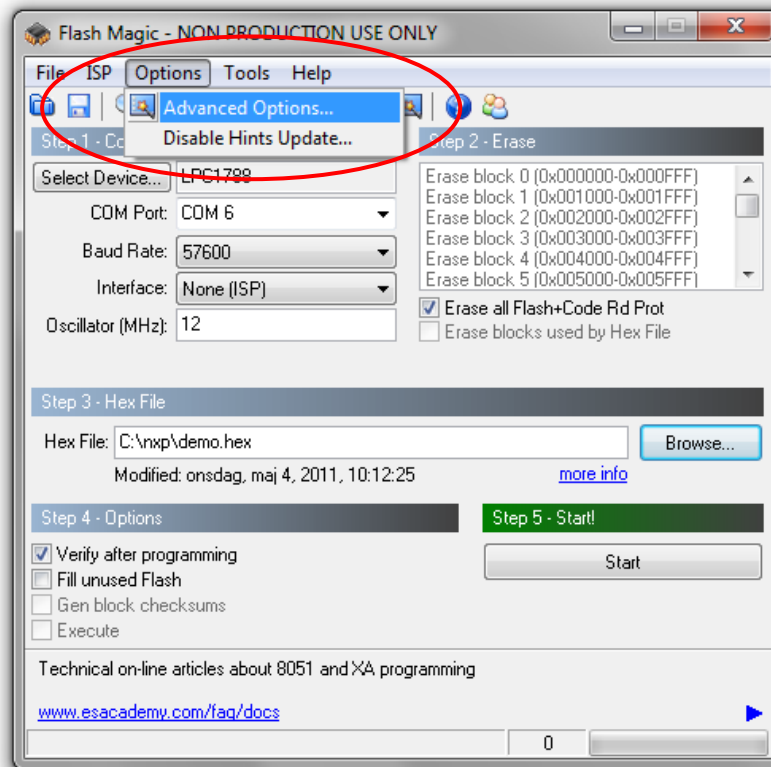 Flash Magic - NON PRODUCTION USE ONLY
File ISP Options Tools Help
Advanced Options...
Disable Hints Update...
Step 1 - Co
Step 2 - Erase
Select Device... LPC1788
COM Port: COM 6
Baud Rate: 57600
Interface: None (ISP)
Oscillator (MHz): 12
Erase block 0 (0x000000-0x000FFF)
Erase block 1 (0x001000-0x001FFF)
Erase block 2 (0x002000-0x002FFF)
Erase block 3 (0x003000-0x003FFF)
Erase block 4 (0x004000-0x004FFF)
Erase block 5 (0x005000-0x005FFF)
Erase all Flash+Code Rd Prot
Erase blocks used by Hex File
Step 3 - Hex File
Hex File: C:\nxp\demo.hex Browse...
Modified: onsdag, maj 4, 2011, 10:12:25 more info
Step 4 - Options
Step 5 - Start!
Verify after programming
Fill unused Flash
Gen block checksums
Execute
Start
Technical on-line articles about 8051 and XA programming
www.esacademy.com/faq/docs
0